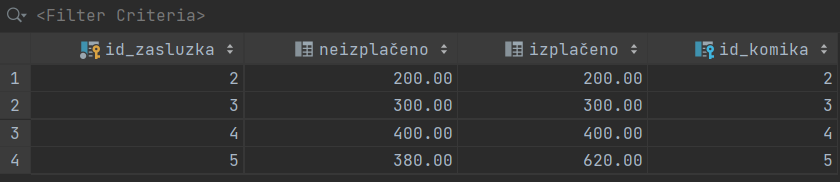 <Filter Criteria>
id_zasluzka neizplačeno izplačeno id_komika
1 2 200.00 200.00 2
2 3 300.00 300.00 3
3 4 400.00 400.00 4
4 5 380.00 620.00 5